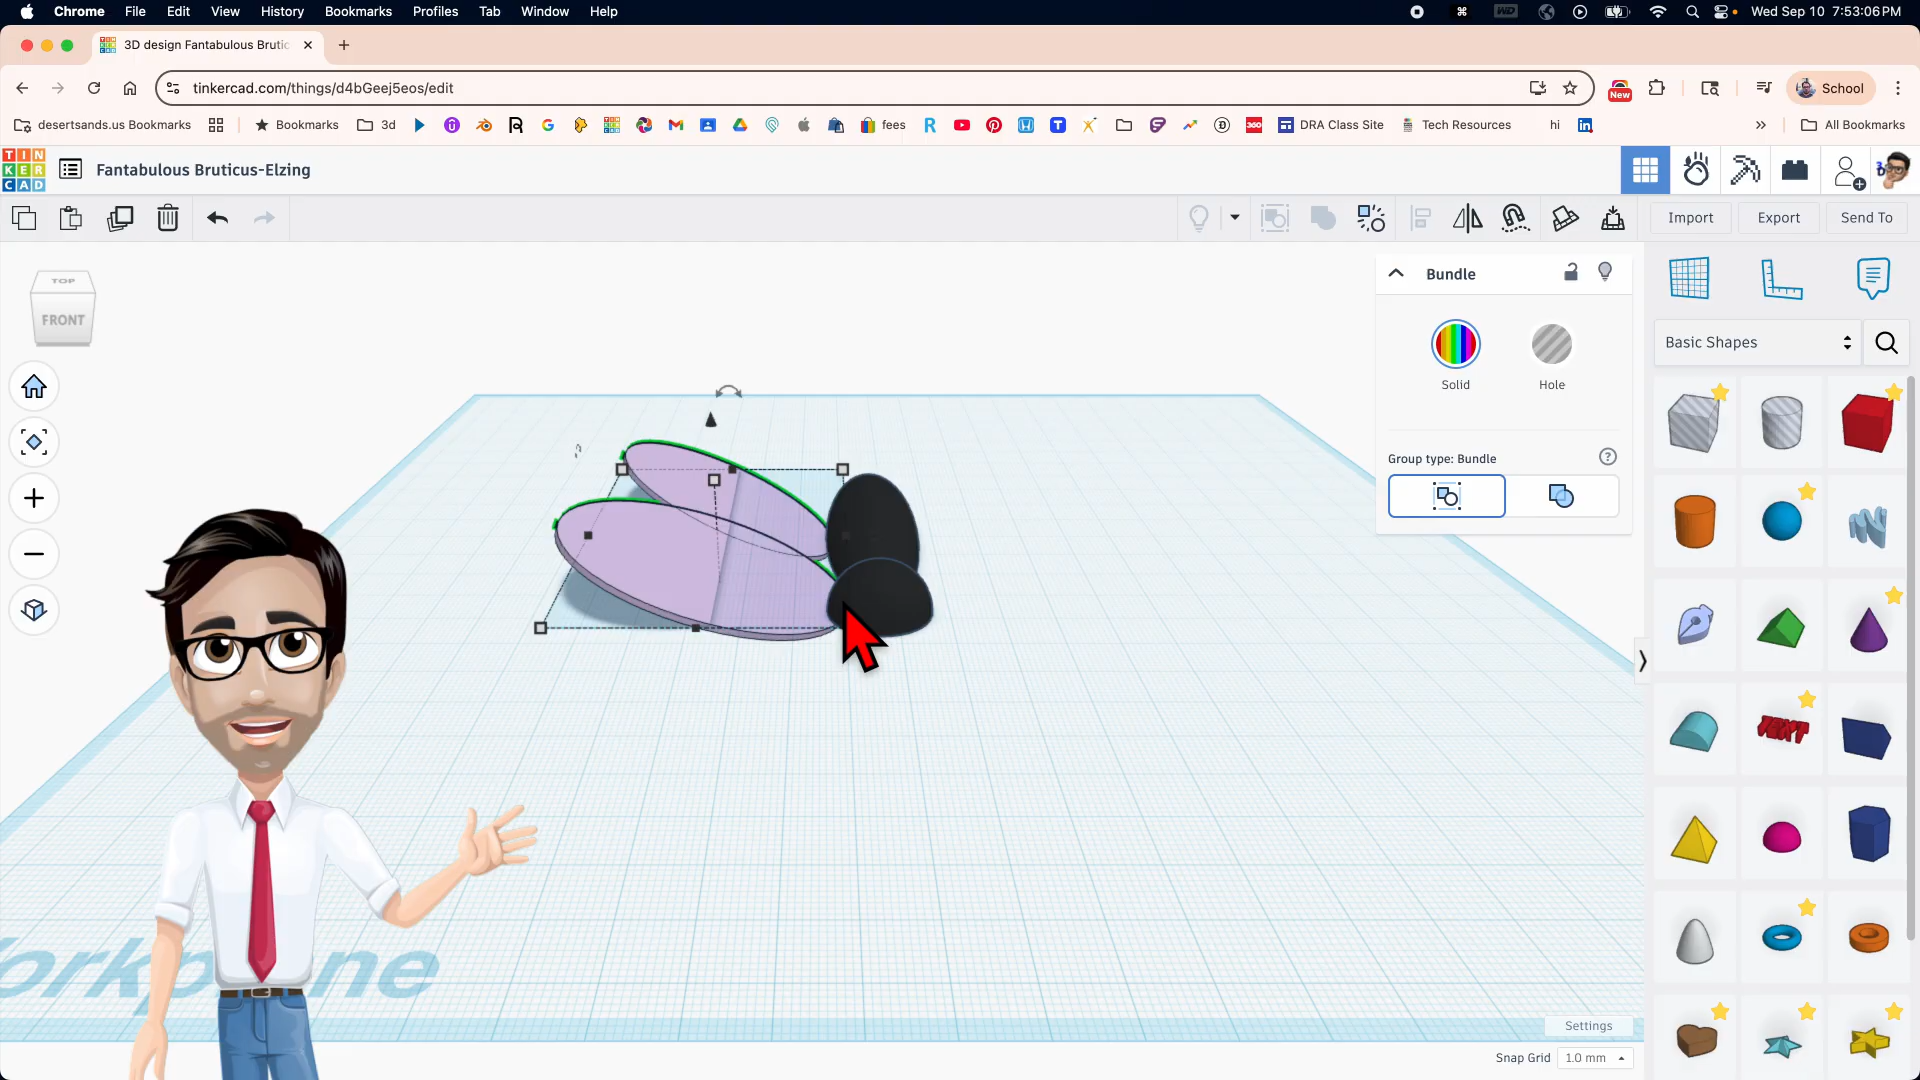 Chrome File Edit View History Bookmarks Profiles Tab Window Help
Wed Sep 10 7:53:06 PM
3D design Fantabulous Brutic
tinkercad.com/things/d4bGeej5eos/edit
New
School
desertsands.us Bookmarks
Bookmarks
3d
fees
DRA Class Site
Tech Resources
hi
All Bookmarks
TIN
KER
CAD
Fantabulous Bruticus-Elzing
Import
Export
Send To
TOP
FRONT
Bundle
Solid
Hole
Group type: Bundle
Basic Shapes
TEXT
orkplane
Settings
Snap Grid 1.0 mm